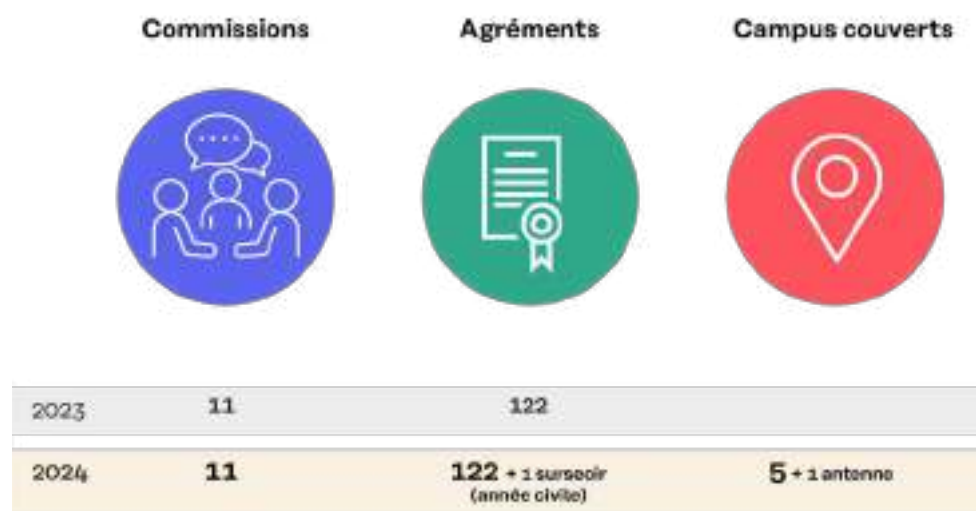 Commissions Agréments Campus couverts
2023 11 122
2024 11 122 + 1 surseoir 5 + 1 antenne
(année civile)